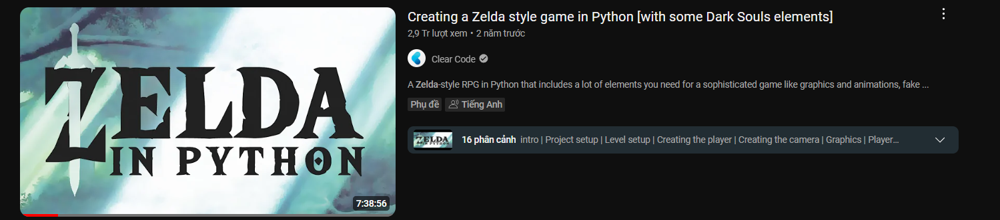 ZELDA
IN PYTHON
7:38:56
Creating a Zelda style game in Python [with some Dark Souls elements]
2,9 Tr lượt xem • 2 năm trước
Clear Code
A Zelda-style RPG in Python that includes a lot of elements you need for a sophisticated game like graphics and animations, fake ...
Phụ đề Tiếng Anh
ZELDA
IN PYTHON
16 phân cảnh intro | Project setup | Level setup | Creating the player | Creating the camera | Graphics | Player...